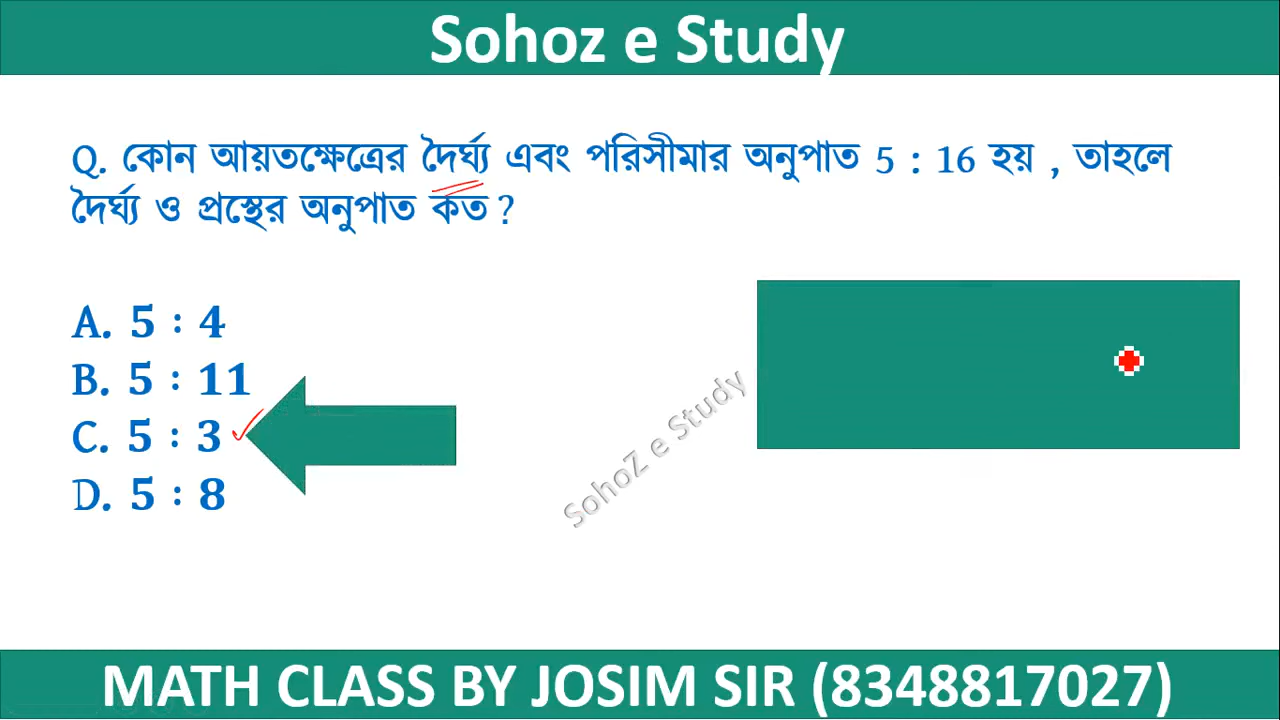 Sohoz e Study
Q. কোন আয়তক্ষেত্রের দৈর্ঘ্য এবং পরিসীমার অনুপাত 5 : 16 হয় , তাহলে
দৈর্ঘ্য ও প্রস্থের অনুপাত কত ?
A. 5 : 4
B. 5 : 11
C. 5 : 3
D. 5 : 8
SohoZ e Study
MATH CLASS BY JOSIM SIR (8348817027)